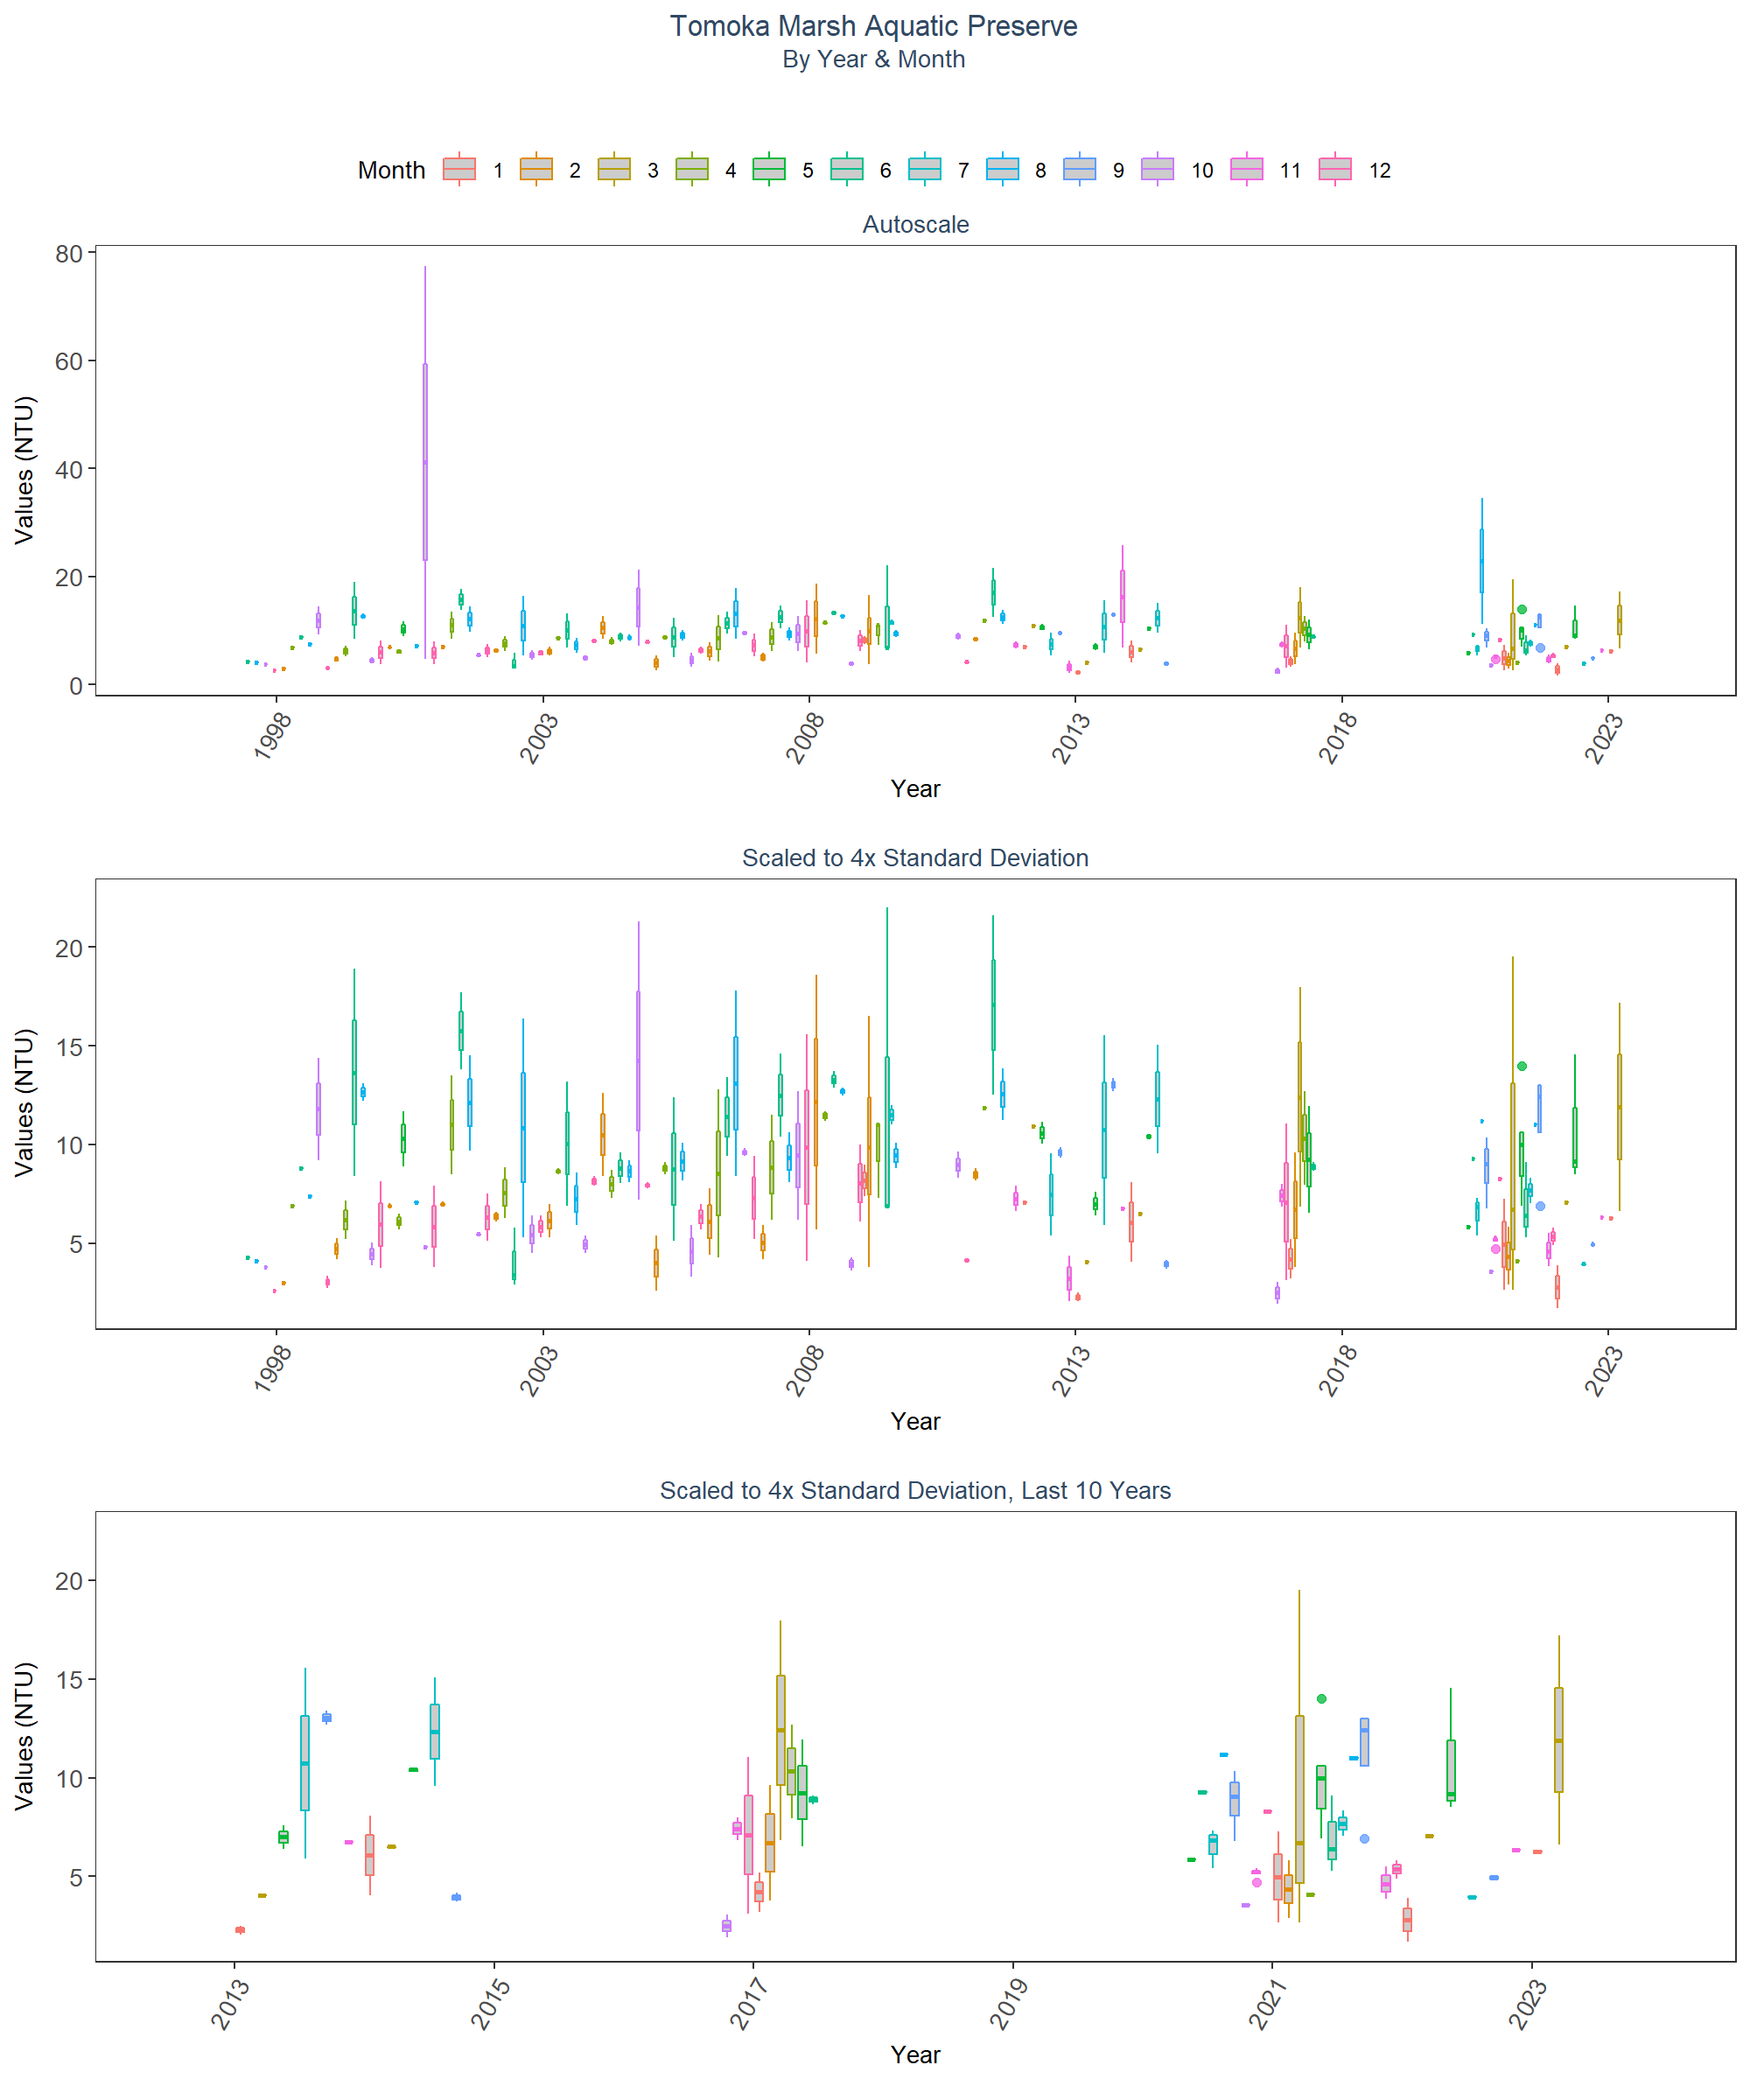 Tomoka Marsh Aquatic Preserve
By Year & Month
Month 1 2 3 4 5 6 7 8 9 10 11 12
Autoscale
Values (NTU)
80
60
40
20
0
1998 2003 2008 2013 2018 2023
Year
Scaled to 4x Standard Deviation
Values (NTU)
20
15
10
5
1998 2003 2008 2013 2018 2023
Year
Scaled to 4x Standard Deviation, Last 10 Years
Values (NTU)
20
15
10
5
2013 2015 2017 2019 2021 2023
Year